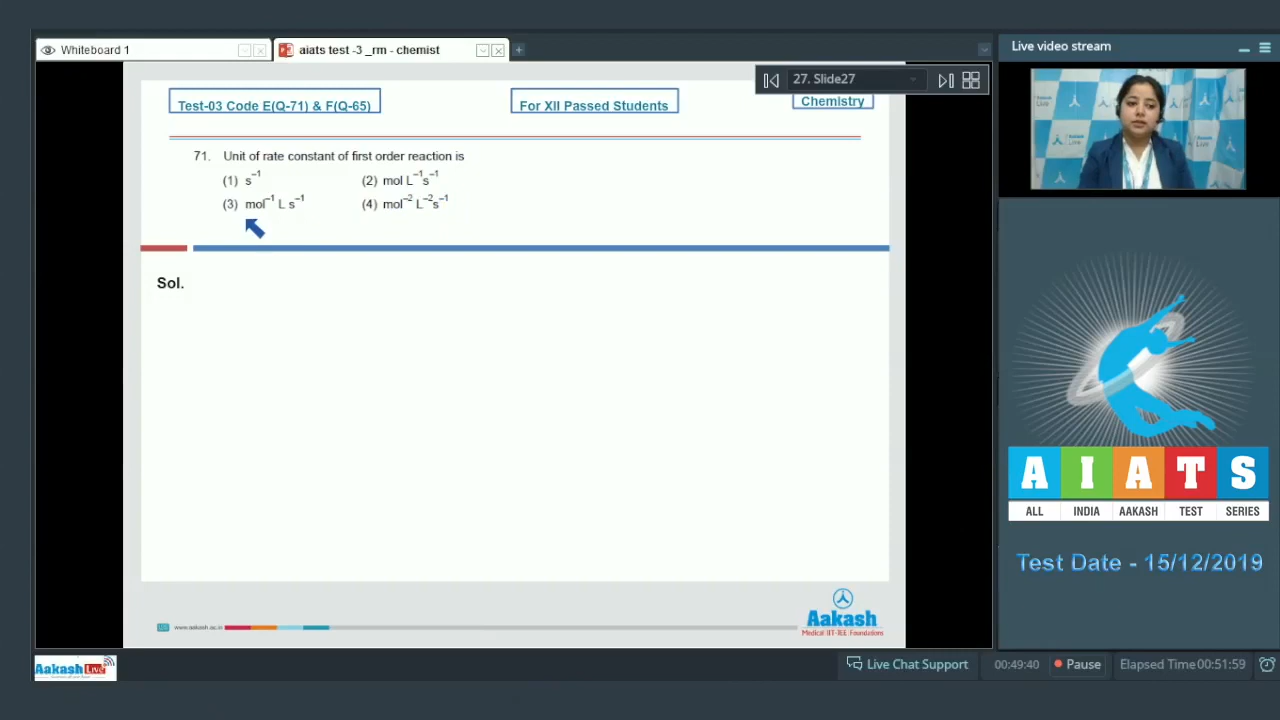 Whiteboard 1
aiats test -3 _rm - chemist
Live video stream
27. Slide27
Test-03 Code E(Q-71) & F(Q-65)
For XII Passed Students
Chemistry
71. Unit of rate constant of first order reaction is
(1) s⁻¹ (2) mol L⁻¹s⁻¹
(3) mol⁻¹ L s⁻¹ (4) mol⁻² L⁻²s⁻¹
Sol.
A I A T S
ALL INDIA AAKASH TEST SERIES
Test Date - 15/12/2019
Aakash
Medical|IIT-JEE|Foundations
www.aakash.ac.in
Aakash Live
Live Chat Support
00:49:40
Pause
Elapsed Time 00:51:59